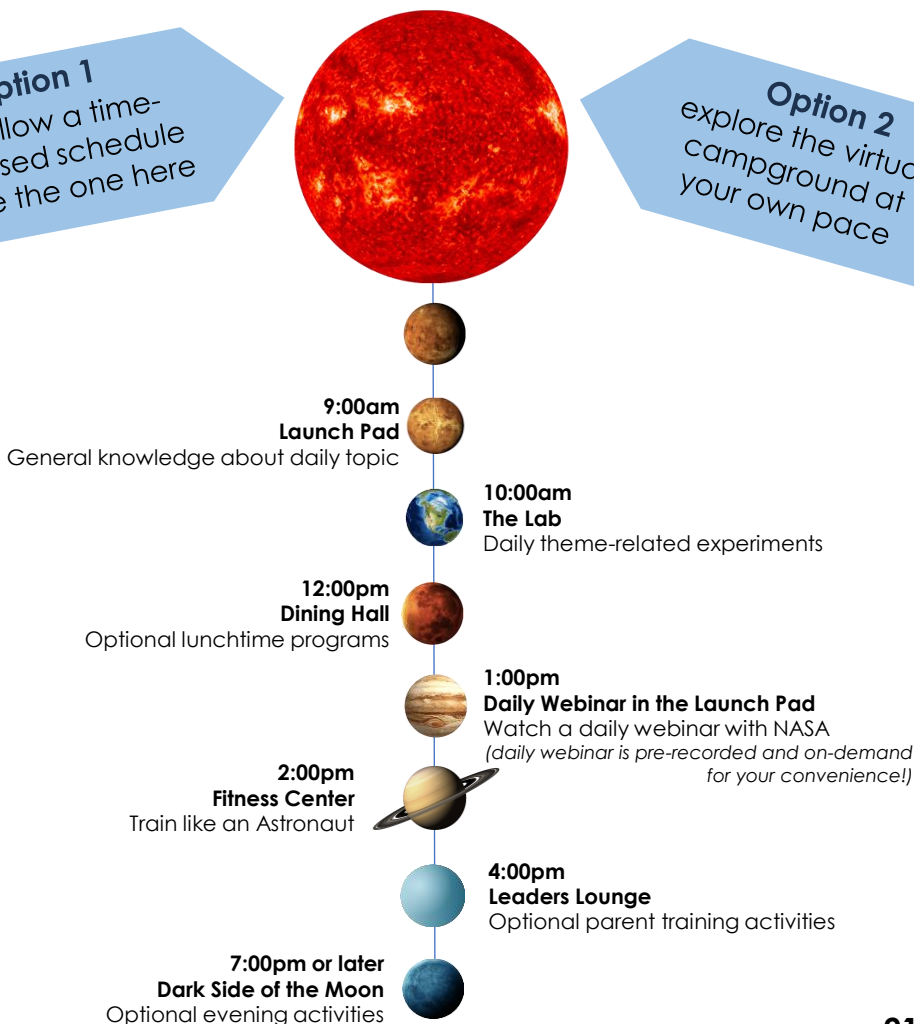 ption 1
llow a time-
sed schedule
e the one here
Option 2
explore the virtua
campground at
your own pace
9:00am
Launch Pad
General knowledge about daily topic
10:00am
The Lab
Daily theme-related experiments
12:00pm
Dining Hall
Optional lunchtime programs
1:00pm
Daily Webinar in the Launch Pad
Watch a daily webinar with NASA
(daily webinar is pre-recorded and on-demand
for your convenience!)
2:00pm
Fitness Center
Train like an Astronaut
4:00pm
Leaders Lounge
Optional parent training activities
7:00pm or later
Dark Side of the Moon
Optional evening activities